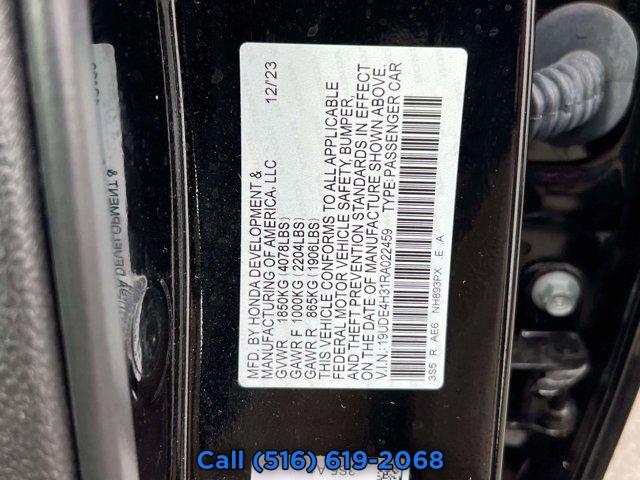 MFD. BY HONDA DEVELOPMENT &
MANUFACTURING OF AMERICA, LLC 12/23
GVWR 1850KG (4078LBS)
GAWR F 1000KG (2204LBS)
GAWR R 865KG (1906LBS)
THIS VEHICLE CONFORMS TO ALL APPLICABLE
FEDERAL MOTOR VEHICLE SAFETY, BUMPER,
AND THEFT PREVENTION STANDARDS IN EFFECT
ON THE DATE OF MANUFACTURE SHOWN ABOVE.
V.I.N.: 19UDE4H31RA022459 TYPE:PASSENGER CAR
3S5 R AE6 NH893PX E A
DEVELOPMENT &
Call (516) 619-2068